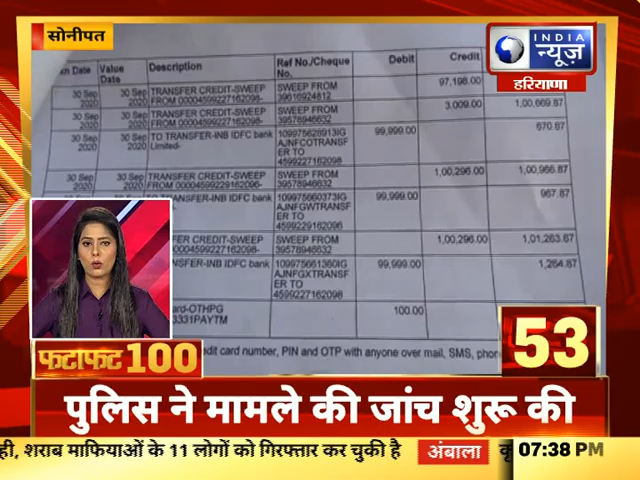 सोनीपत
INDIA
न्यूज़
हरियाणा
n Date Value Date Description Ref No./Cheque No. Debit Credit
30 Sep 2020 30 Sep 2020 TRANSFER CREDIT-SWEEP FROM 00004599227162098- SWEEP FROM 39616924812 97,198.00
30 Sep 2020 30 Sep 2020 TRANSFER CREDIT-SWEEP FROM 00004599227162098- SWEEP FROM 39578946632 3,009.00 1,00,669.87
30 Sep 2020 30 Sep 2020 TO TRANSFER-INB IDFC bank Limited- 109975628913IG AJNFCOTRANSF ER TO 4599227162098 99,999.00 670.87
30 Sep 2020 30 Sep 2020 TRANSFER CREDIT-SWEEP FROM 00004599229162096- SWEEP FROM 39578946632 1,00,296.00 1,00,966.87
TRANSFER-INB IDFC bank 109975660373IG AJNFGWTRANSF ER TO 4599229162096 99,999.00 967.87
ER CREDIT-SWEEP 4599227162098- SWEEP FROM 39578946632 1,00,296.00 1,01,263.87
NSFER-INB IDFC bank 109975661360IG AJNFGXTRANSF ER TO 4599227162098 99,999.00 1,264.87
ard-OTHPG 3331PAYTM 100.00
dit card number, PIN and OTP with anyone over mail, SMS, phon
फटाफट 100
53
पुलिस ने मामले की जांच शुरू की
ही, शराब माफियाओं के 11 लोगों को गिरफ्तार कर चुकी है अंबाला
07:38 PM